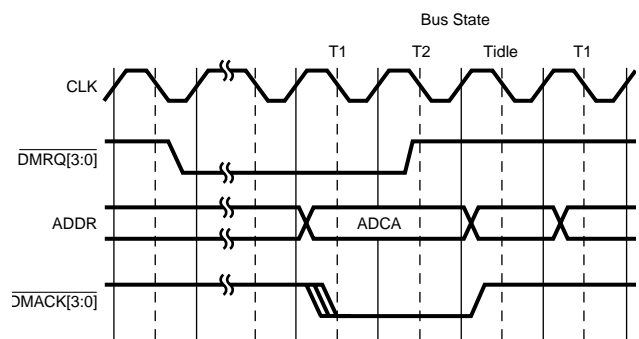 Bus State
T1 T2 Tidle T1
CLK
DMRQ[3:0]
ADDR
ADCA
DMACK[3:0]